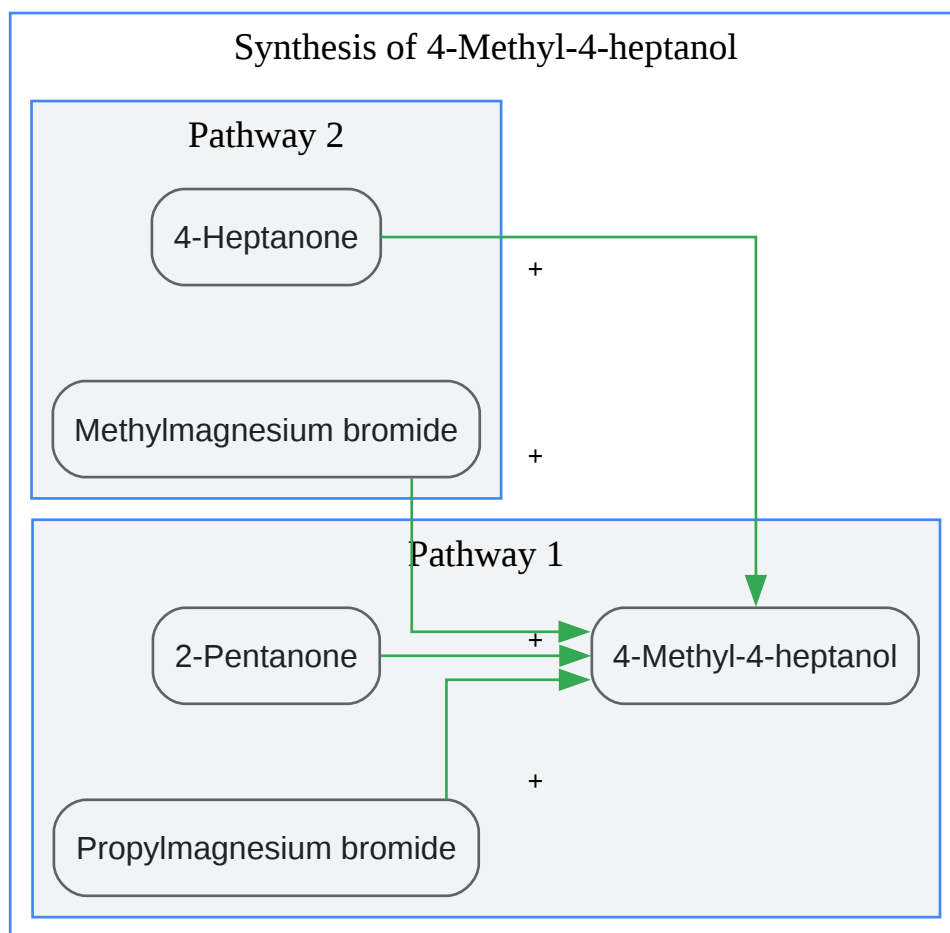 Synthesis of 4-Methyl-4-heptanol
Pathway 2
4-Heptanone
+
Methylmagnesium bromide
+
Pathway 1
+
2-Pentanone
4-Methyl-4-heptanol
+
Propylmagnesium bromide